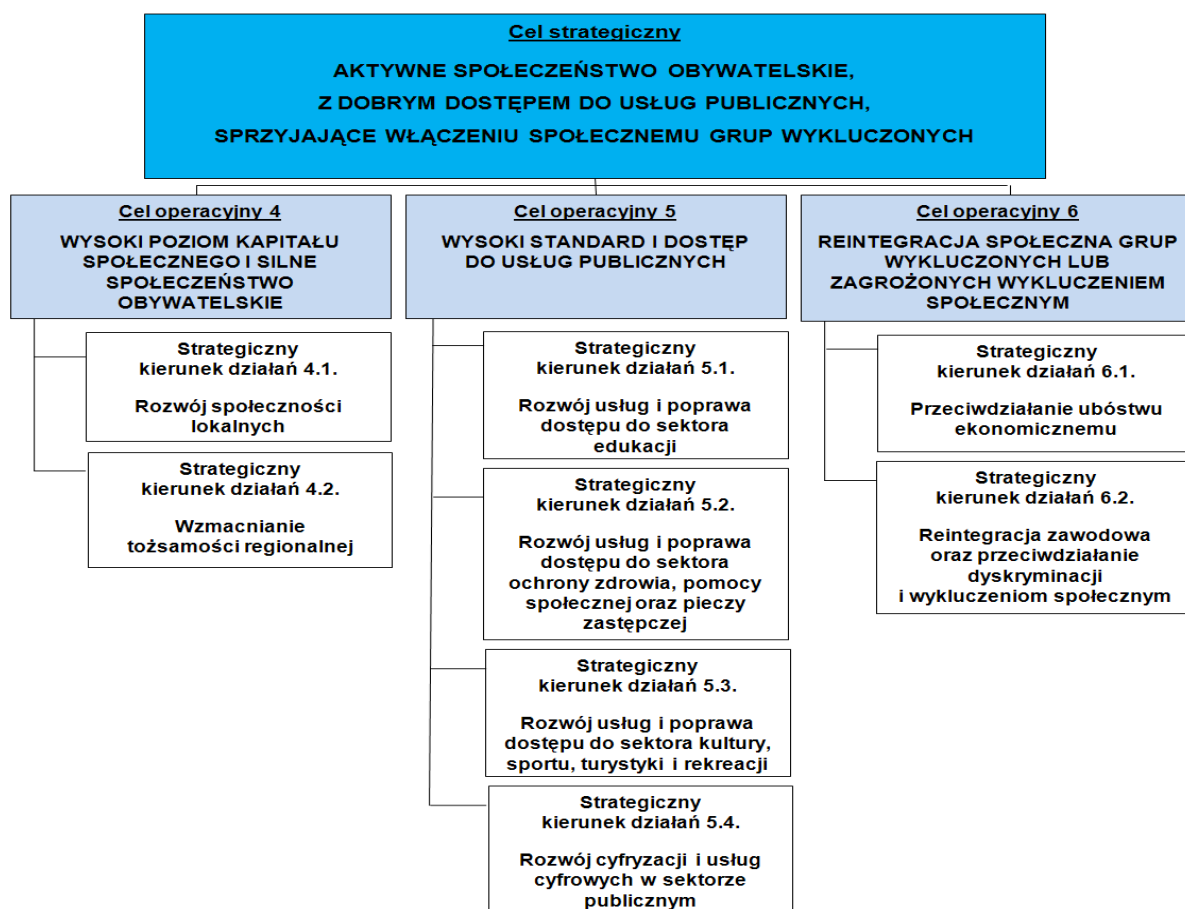 Cel strategiczny
AKTYWNE SPOŁECZEŃSTWO OBYWATELSKIE,
Z DOBRYM DOSTĘPEM DO USŁUG PUBLICZNYCH,
SPRZYJAJĄCE WŁĄCZENIU SPOŁECZNEMU GRUP WYKLUCZONYCH
Cel operacyjny 4
WYSOKI POZIOM KAPITAŁU
SPOŁECZNEGO I SILNE
SPOŁECZEŃSTWO
OBYWATELSKIE
Strategiczny
kierunek działań 4.1.
Rozwój społeczności
lokalnych
Strategiczny
kierunek działań 4.2.
Wzmacnianie
tożsamości regionalnej
Cel operacyjny 5
WYSOKI STANDARD I DOSTĘP
DO USŁUG PUBLICZNYCH
Strategiczny
kierunek działań 5.1.
Rozwój usług i poprawa
dostępu do sektora
edukacji
Strategiczny
kierunek działań 5.2.
Rozwój usług i poprawa
dostępu do sektora
ochrony zdrowia, pomocy
społecznej oraz pieczy
zastępczej
Strategiczny
kierunek działań 5.3.
Rozwój usług i poprawa
dostępu do sektora kultury,
sportu, turystyki i rekreacji
Strategiczny
kierunek działań 5.4.
Rozwój cyfryzacji i usług
cyfrowych w sektorze
publicznym
Cel operacyjny 6
REINTEGRACJA SPOŁECZNA GRUP
WYKLUCZONYCH LUB
ZAGROŻONYCH WYKLUCZENIEM
SPOŁECZNYM
Strategiczny
kierunek działań 6.1.
Przeciwdziałanie ubóstwu
ekonomicznemu
Strategiczny
kierunek działań 6.2.
Reintegracja zawodowa
oraz przeciwdziałanie
dyskryminacji
i wykluczeniom społecznym